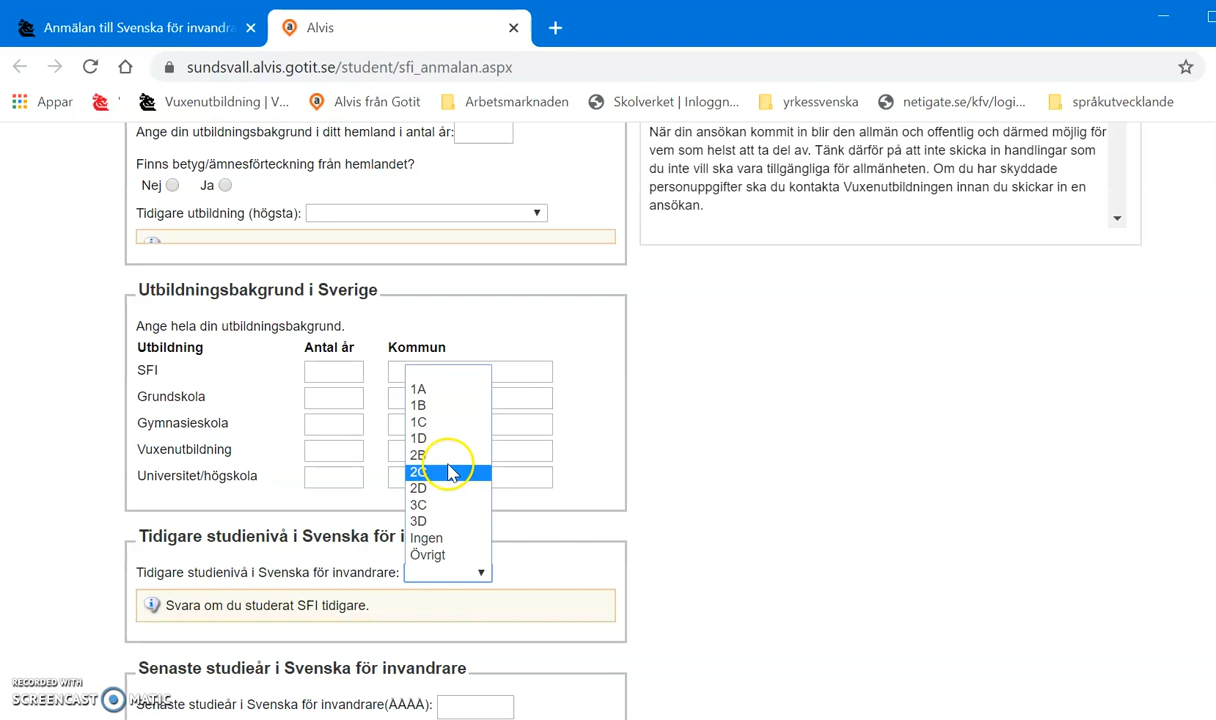 Anmälan till Svenska för invandra
Alvis
sundsvall.alvis.gotit.se/student/sfi_anmalan.aspx
Appar
Vuxenutbildning | V...
Alvis från Gotit
Arbetsmarknaden
Skolverket | Inloggn...
yrkessvenska
netigate.se/kfv/logi...
språkutvecklande
Ange din utbildningsbakgrund i ditt hemland i antal år:
Finns betyg/ämnesförteckning från hemlandet?
Nej Ja
Tidigare utbildning (högsta):
När din ansökan kommit in blir den allmän och offentlig och därmed möjlig för
vem som helst att ta del av. Tänk därför på att inte skicka in handlingar som
du inte vill ska vara tillgängliga för allmänheten. Om du har skyddade
personuppgifter ska du kontakta Vuxenutbildningen innan du skickar in en
ansökan.
Utbildningsbakgrund i Sverige
Ange hela din utbildningsbakgrund.
Utbildning Antal år Kommun
SFI
Grundskola
Gymnasieskola
Vuxenutbildning
Universitet/högskola
1A
1B
1C
1D
2B
2C
2D
3C
3D
Ingen
Övrigt
Tidigare studienivå i Svenska för i
Tidigare studienivå i Svenska för invandrare:
Svara om du studerat SFI tidigare.
Senaste studieår i Svenska för invandrare
Senaste studieår i Svenska för invandrare(ÅÅÅÅ):
RECORDED WITH
SCREENCAST MATIC